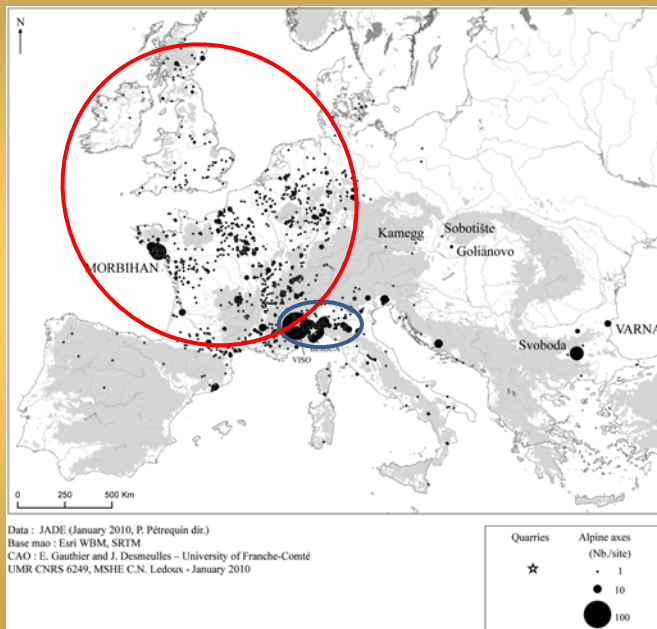 N
MORBIHAN
Kamegg
Sobotište
Golianovo
VARNA
Svoboda
VISO
0 250 500 Km
Data : JADE (January 2010, P. Pétrequin dir.)
Base mao : Esri WBM, SRTM
CAO : E. Gauthier and J. Desmeulles – University of Franche-Comté
UMR CNRS 6249, MSHE C.N. Ledoux - January 2010
Quarries
Alpine axes
(Nb./site)
1
10
100